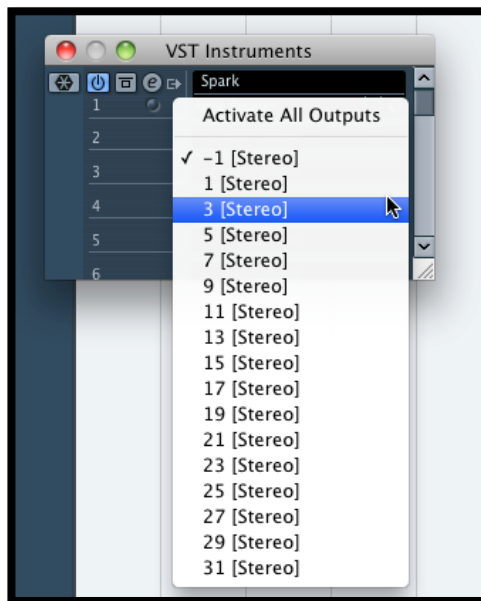 VST Instruments
e
Spark
1
2
3
4
5
6
Activate All Outputs
✓ -1 [Stereo]
1 [Stereo]
3 [Stereo]
5 [Stereo]
7 [Stereo]
9 [Stereo]
11 [Stereo]
13 [Stereo]
15 [Stereo]
17 [Stereo]
19 [Stereo]
21 [Stereo]
23 [Stereo]
25 [Stereo]
27 [Stereo]
29 [Stereo]
31 [Stereo]